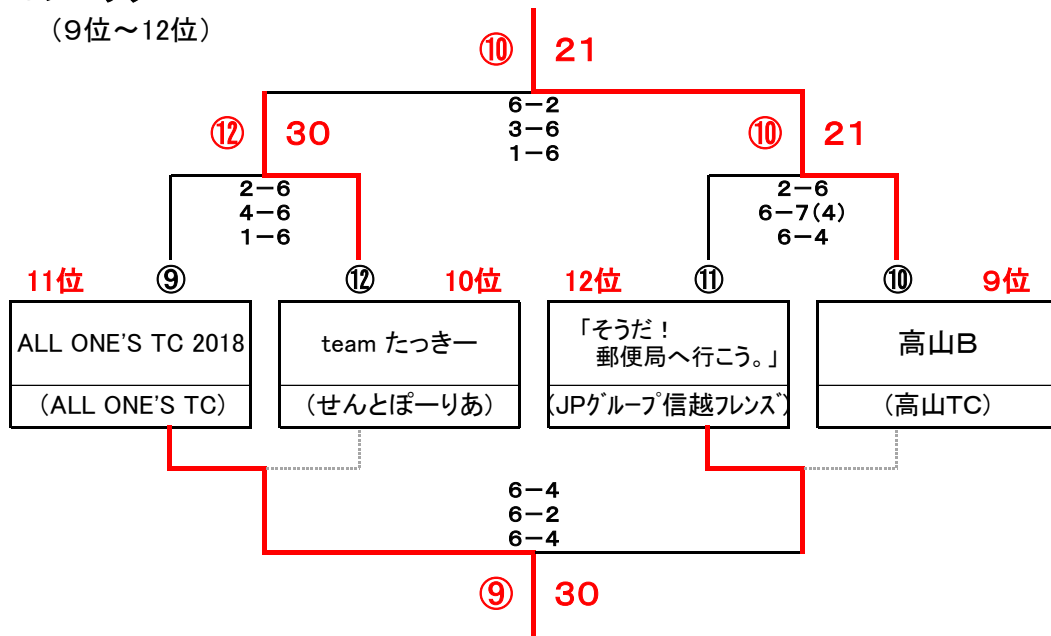 (9位～12位)
⑩ 21
6－2
3－6
1－6
⑫ 30
⑩ 21
2－6
4－6
1－6
2－6
6－7(4)
6－4
11位 ⑨
⑫ 10位
12位 ⑪
⑩ 9位
ALL ONE'S TC 2018
(ALL ONE'S TC)
team たっきー
(せんとぽーりあ)
「そうだ！
郵便局へ行こう。」
(JPｸﾞﾙｰﾌﾟ信越ﾌﾚﾝｽﾞ)
高山B
(高山TC)
6－4
6－2
6－4
⑨ 30